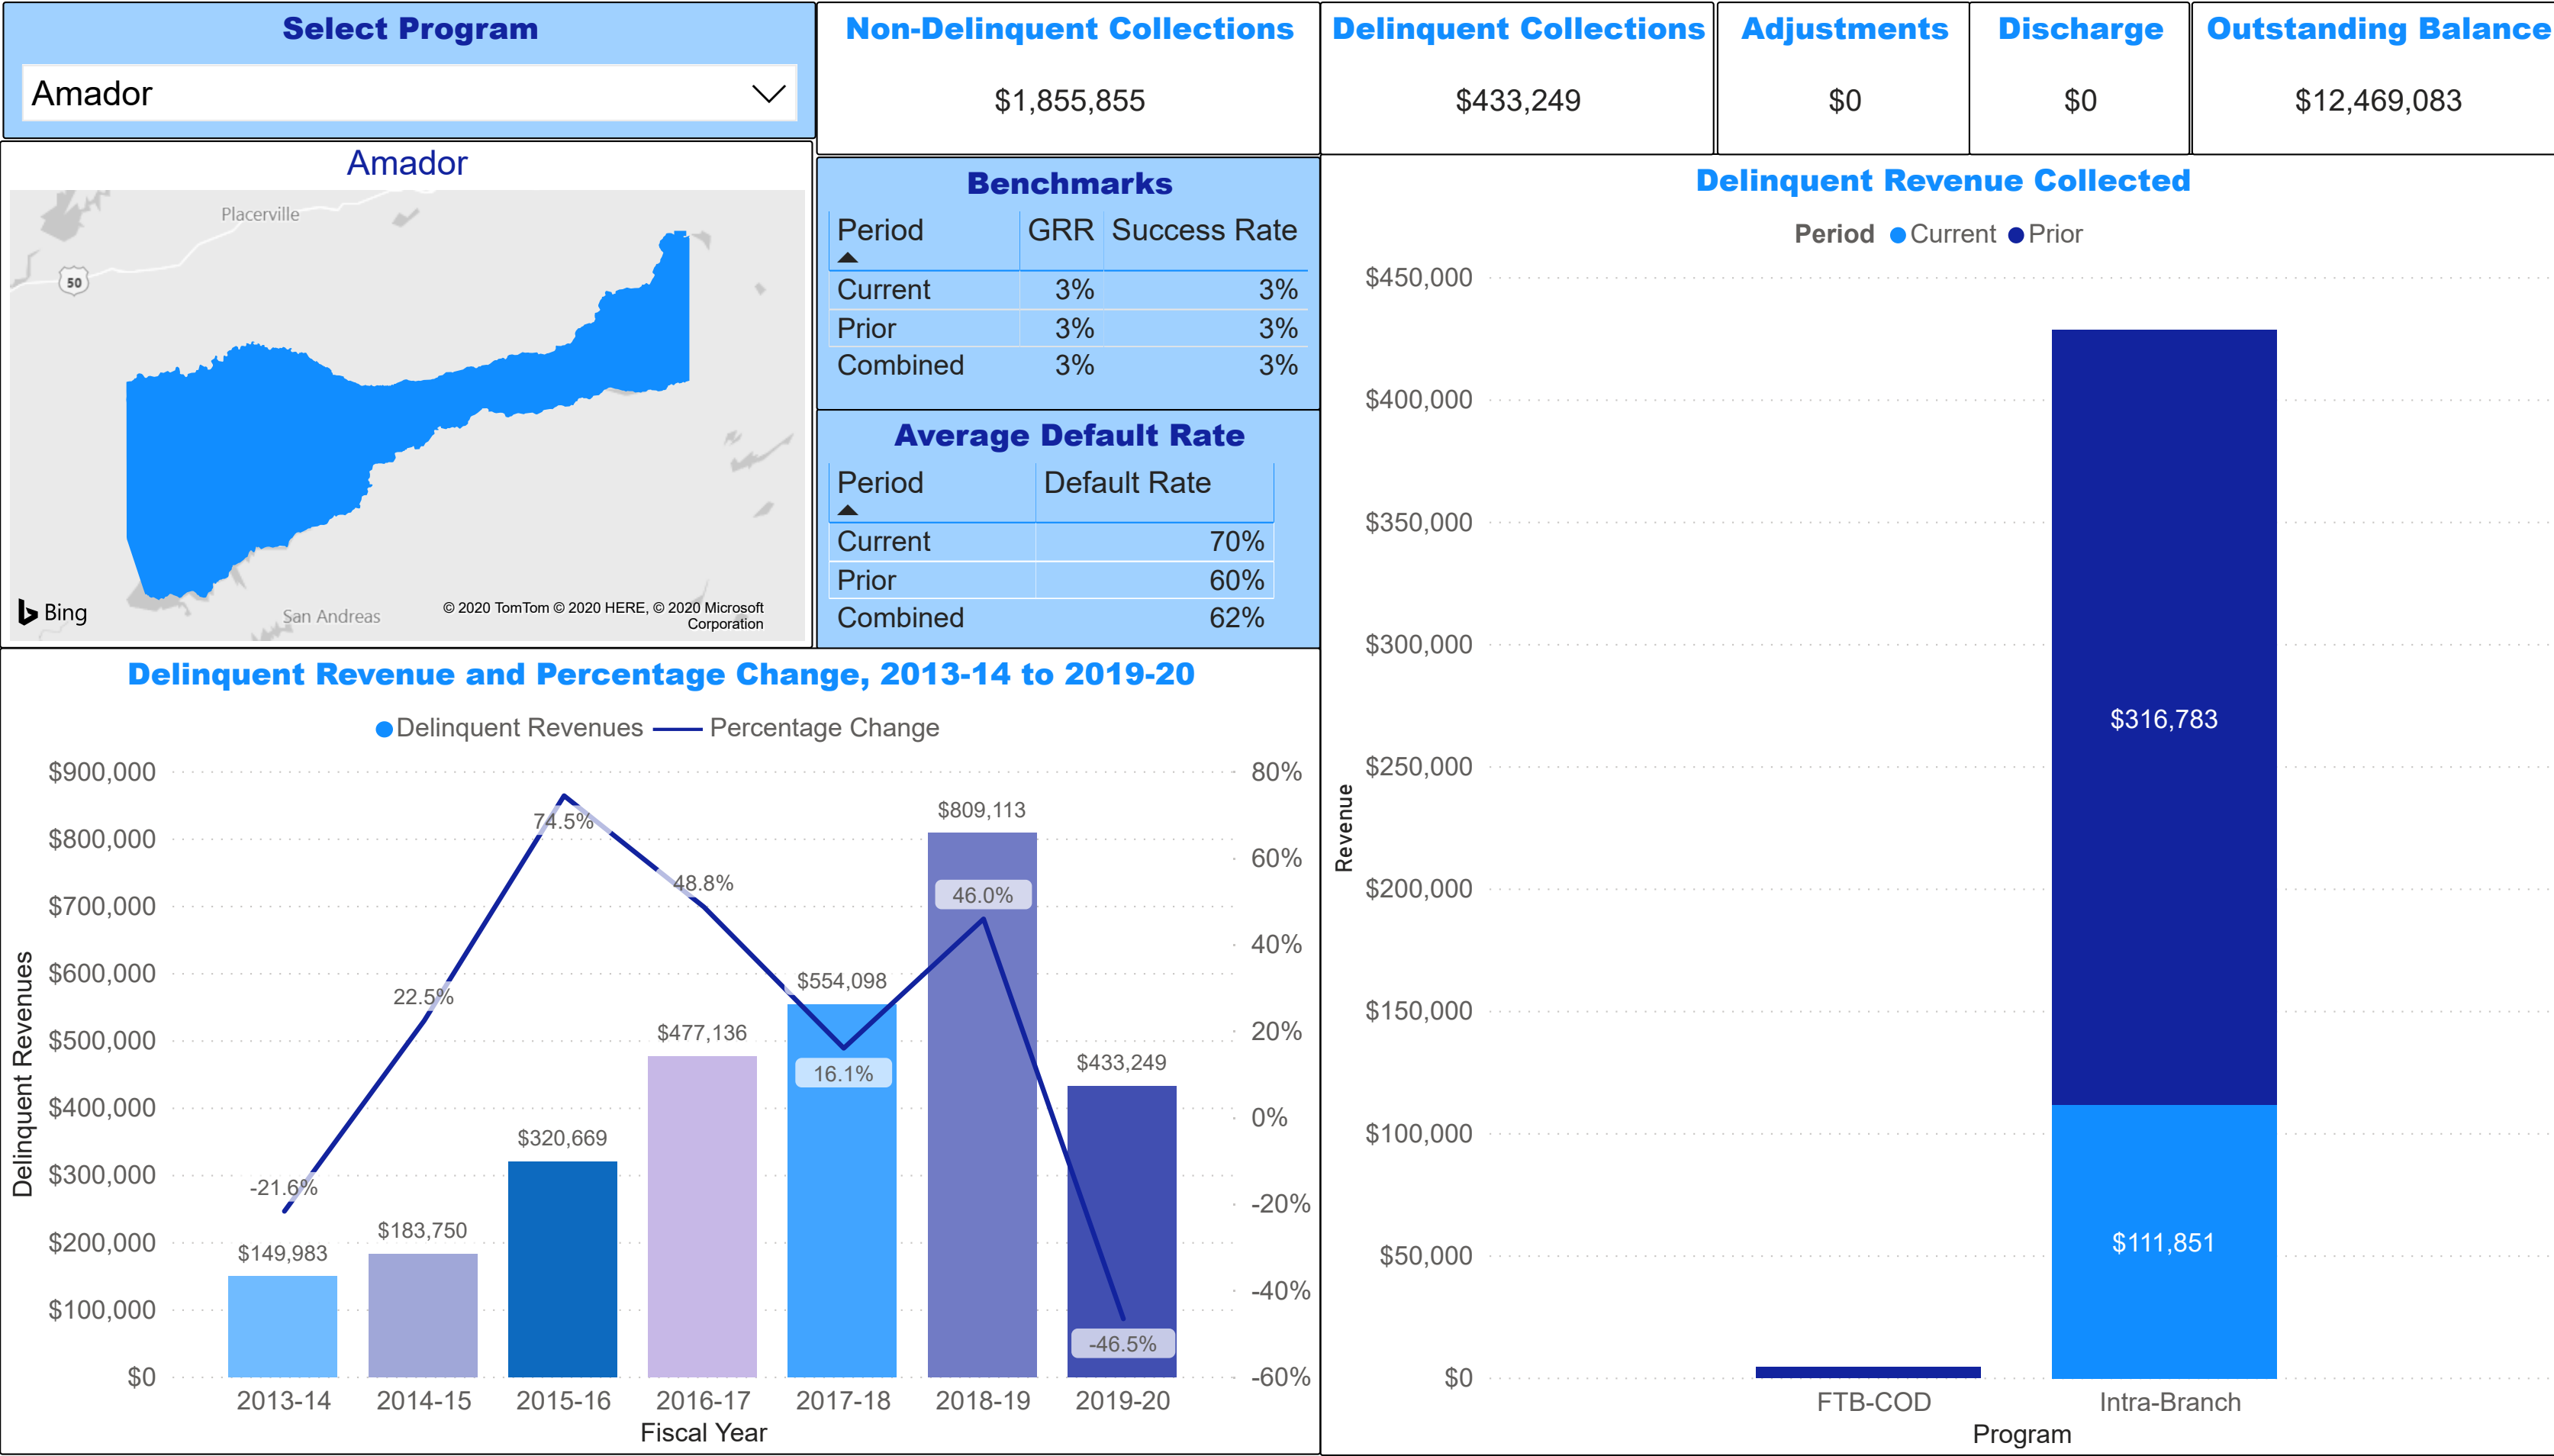 Select Program
Amador
Non-Delinquent Collections
$1,855,855
Delinquent Collections
$433,249
Adjustments
$0
Discharge
$0
Outstanding Balance
$12,469,083
Amador
Placerville
50
San Andreas
Bing
© 2020 TomTom © 2020 HERE, © 2020 Microsoft
Corporation
Benchmarks
Period GRR Success Rate
Current 3% 3%
Prior 3% 3%
Combined 3% 3%
Average Default Rate
Period Default Rate
Current 70%
Prior 60%
Combined 62%
Delinquent Revenue and Percentage Change, 2013-14 to 2019-20
Delinquent Revenues Percentage Change
Delinquent Revenues
$900,000
$800,000
$700,000
$600,000
$500,000
$400,000
$300,000
$200,000
$100,000
$0
80%
60%
40%
20%
0%
-20%
-40%
-60%
$149,983
$183,750
$320,669
$477,136
$554,098
$809,113
$433,249
-21.6%
22.5%
74.5%
48.8%
16.1%
46.0%
-46.5%
2013-14 2014-15 2015-16 2016-17 2017-18 2018-19 2019-20
Fiscal Year
Delinquent Revenue Collected
Period Current Prior
Revenue
$450,000
$400,000
$350,000
$300,000
$250,000
$200,000
$150,000
$100,000
$50,000
$0
$316,783
$111,851
FTB-COD Intra-Branch
Program